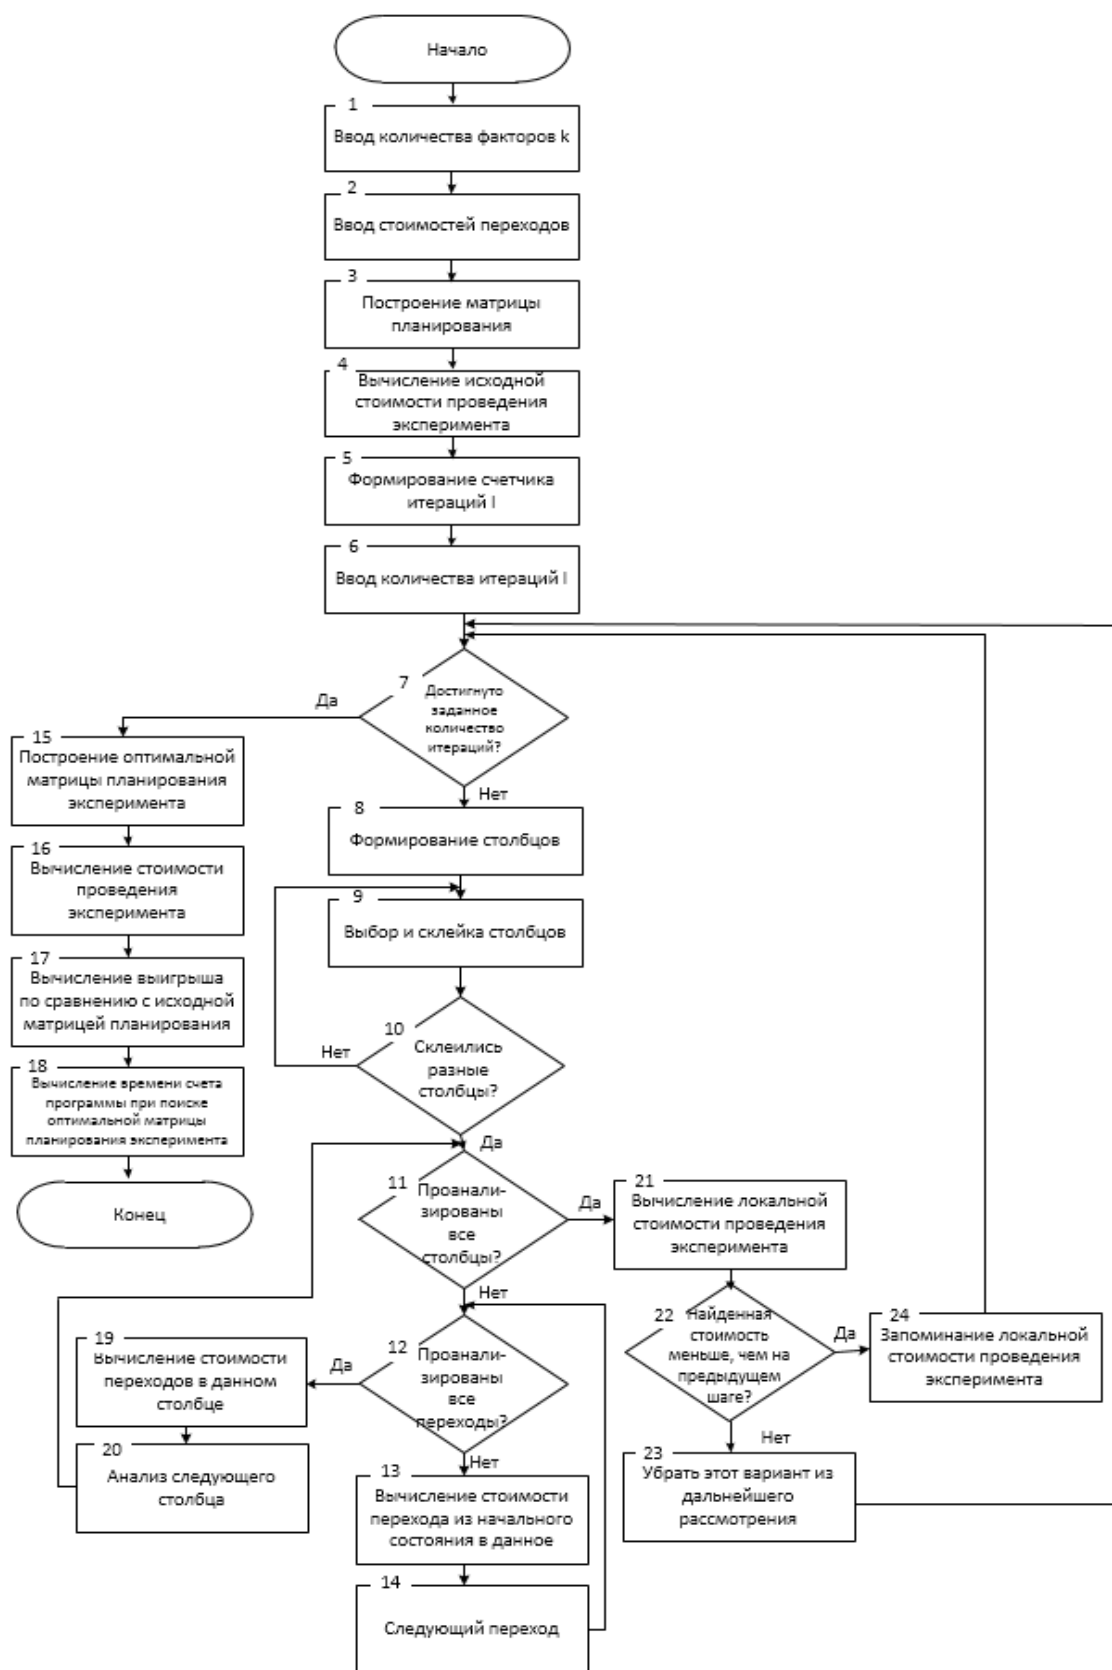 Начало
1
Ввод количества факторов k
2
Ввод стоимостей переходов
3
Построение матрицы
планирования
4
Вычисление исходной
стоимости проведения
эксперимента
5
Формирование счетчика
итераций I
6
Ввод количества итераций I
7
Достигнуто
заданное
количество
итераций?
Да
Нет
15
Построение оптимальной
матрицы планирования
эксперимента
16
Вычисление стоимости
проведения
эксперимента
17
Вычисление выигрыша
по сравнению с исходной
матрицей планирования
18
Вычисление времени счета
программы при поиске
оптимальной матрицы
планирования эксперимента
Конец
8
Формирование столбцов
9
Выбор и склейка столбцов
10
Склеились
разные
столбцы?
Нет
Да
11
Проанали-
зированы
все
столбцы?
Да
Нет
21
Вычисление локальной
стоимости проведения
эксперимента
22
Найденная
стоимость
меньше, чем на
предыдущем
шаге?
Да
Нет
24
Запоминание локальной
стоимости проведения
эксперимента
23
Убрать этот вариант из
дальнейшего
рассмотрения
12
Проанали-
зированы
все
переходы?
Да
Нет
19
Вычисление стоимости
переходов в данном
столбце
20
Анализ следующего
столбца
13
Вычисление стоимости
перехода из начального
состояния в данное
14
Следующий переход